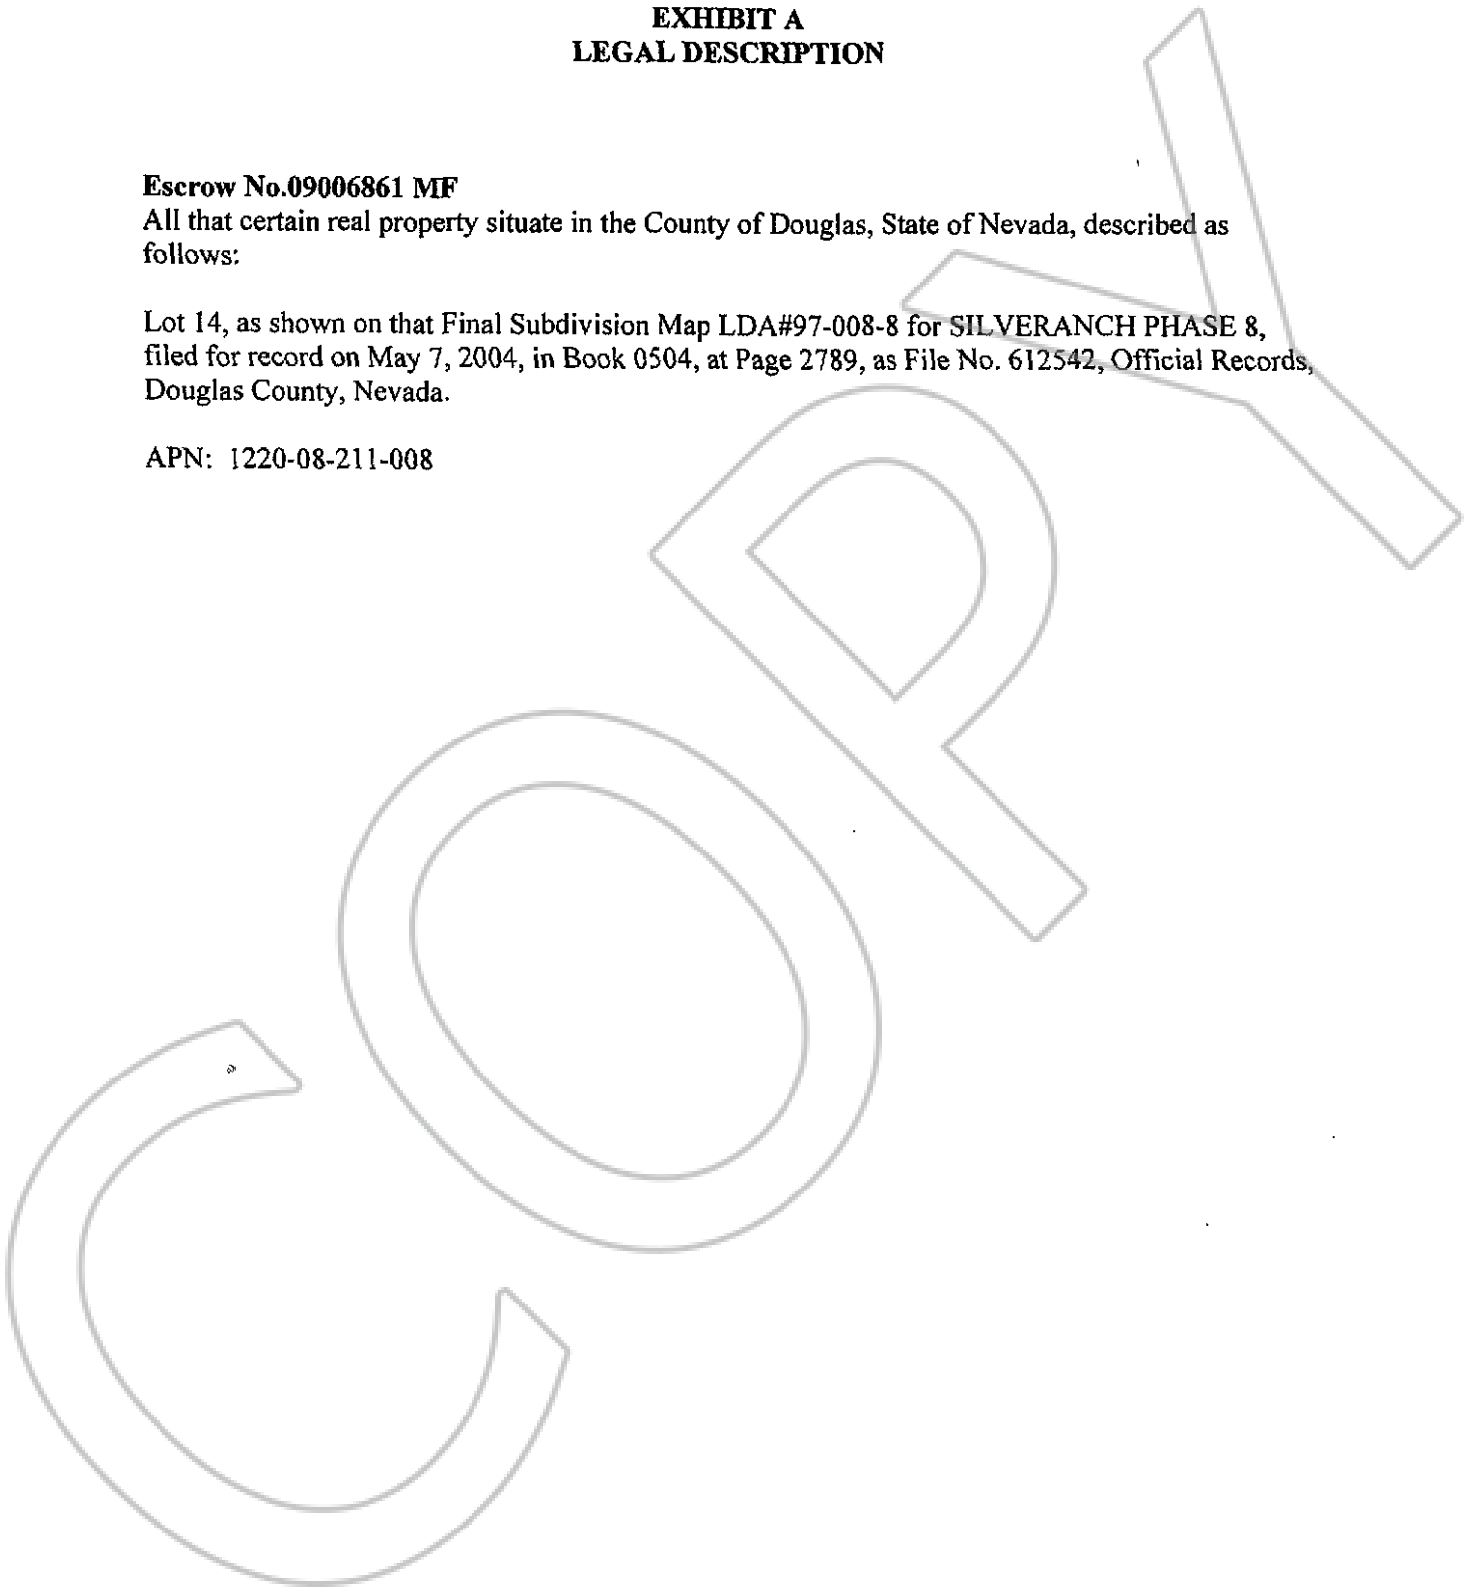 EXHIBIT A
LEGAL DESCRIPTION
Escrow No.09006861 MF
All that certain real property situate in the County of Douglas, State of Nevada, described as
follows:
Lot 14, as shown on that Final Subdivision Map LDA#97-008-8 for SILVERANCH PHASE 8,
filed for record on May 7, 2004, in Book 0504, at Page 2789, as File No. 612542, Official Records,
Douglas County, Nevada.
APN: 1220-08-211-008
COPY